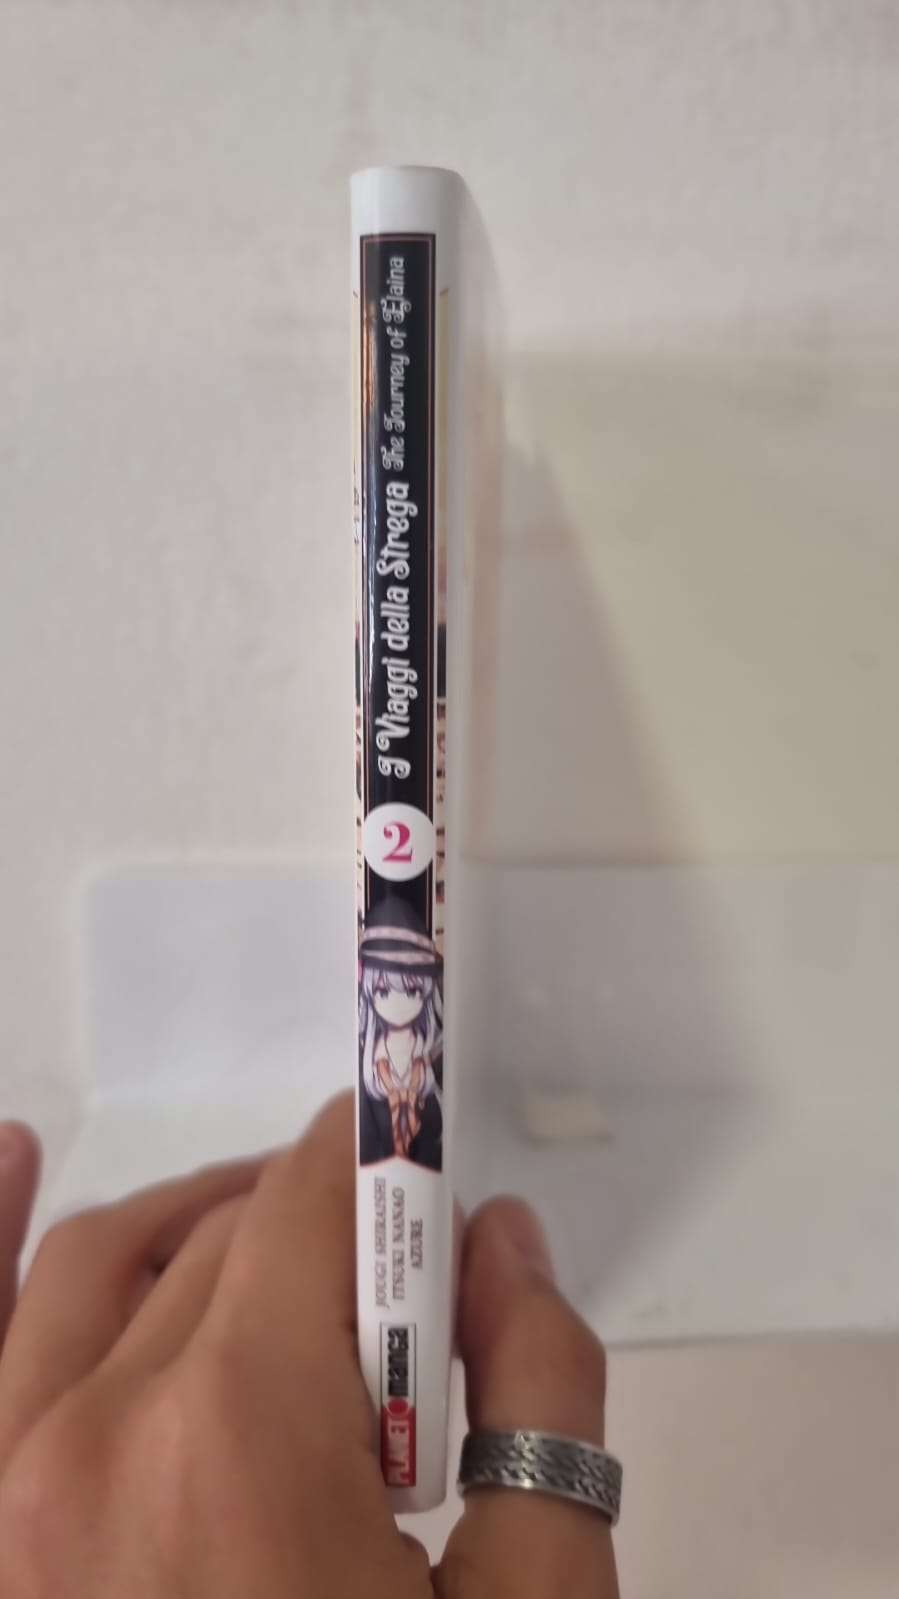 I Viaggi della Strega The Journey of Elaina
2
JOUGI SHIRAISHI
ITSUKI NANAO
AZURE
PLANET manga